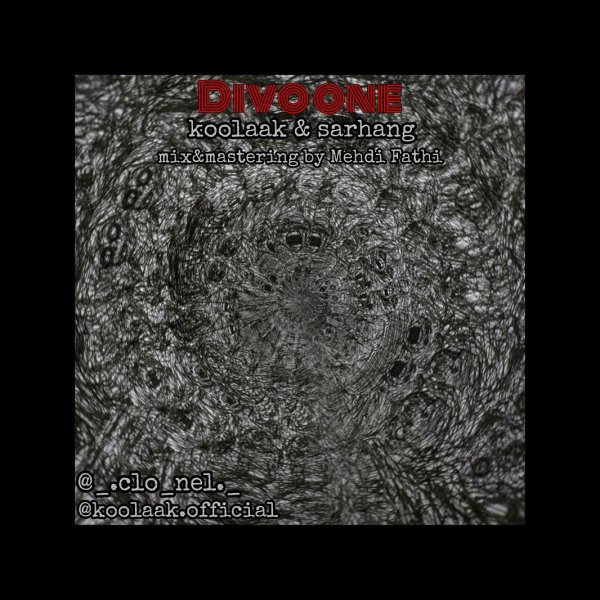 Divoone
koolaak & sarhang
mix&mastering by Mehdi Fathi
@_.clo_nel._
@koolaak.official